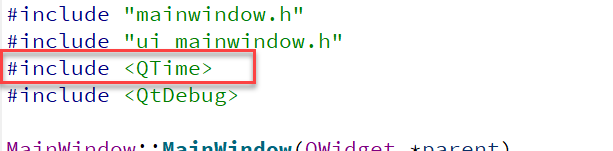 #include "mainwindow.h"
#include "ui_mainwindow.h"
#include <QTime>
#include <QtDebug>
MainWindow::MainWindow(QWidget *parent)